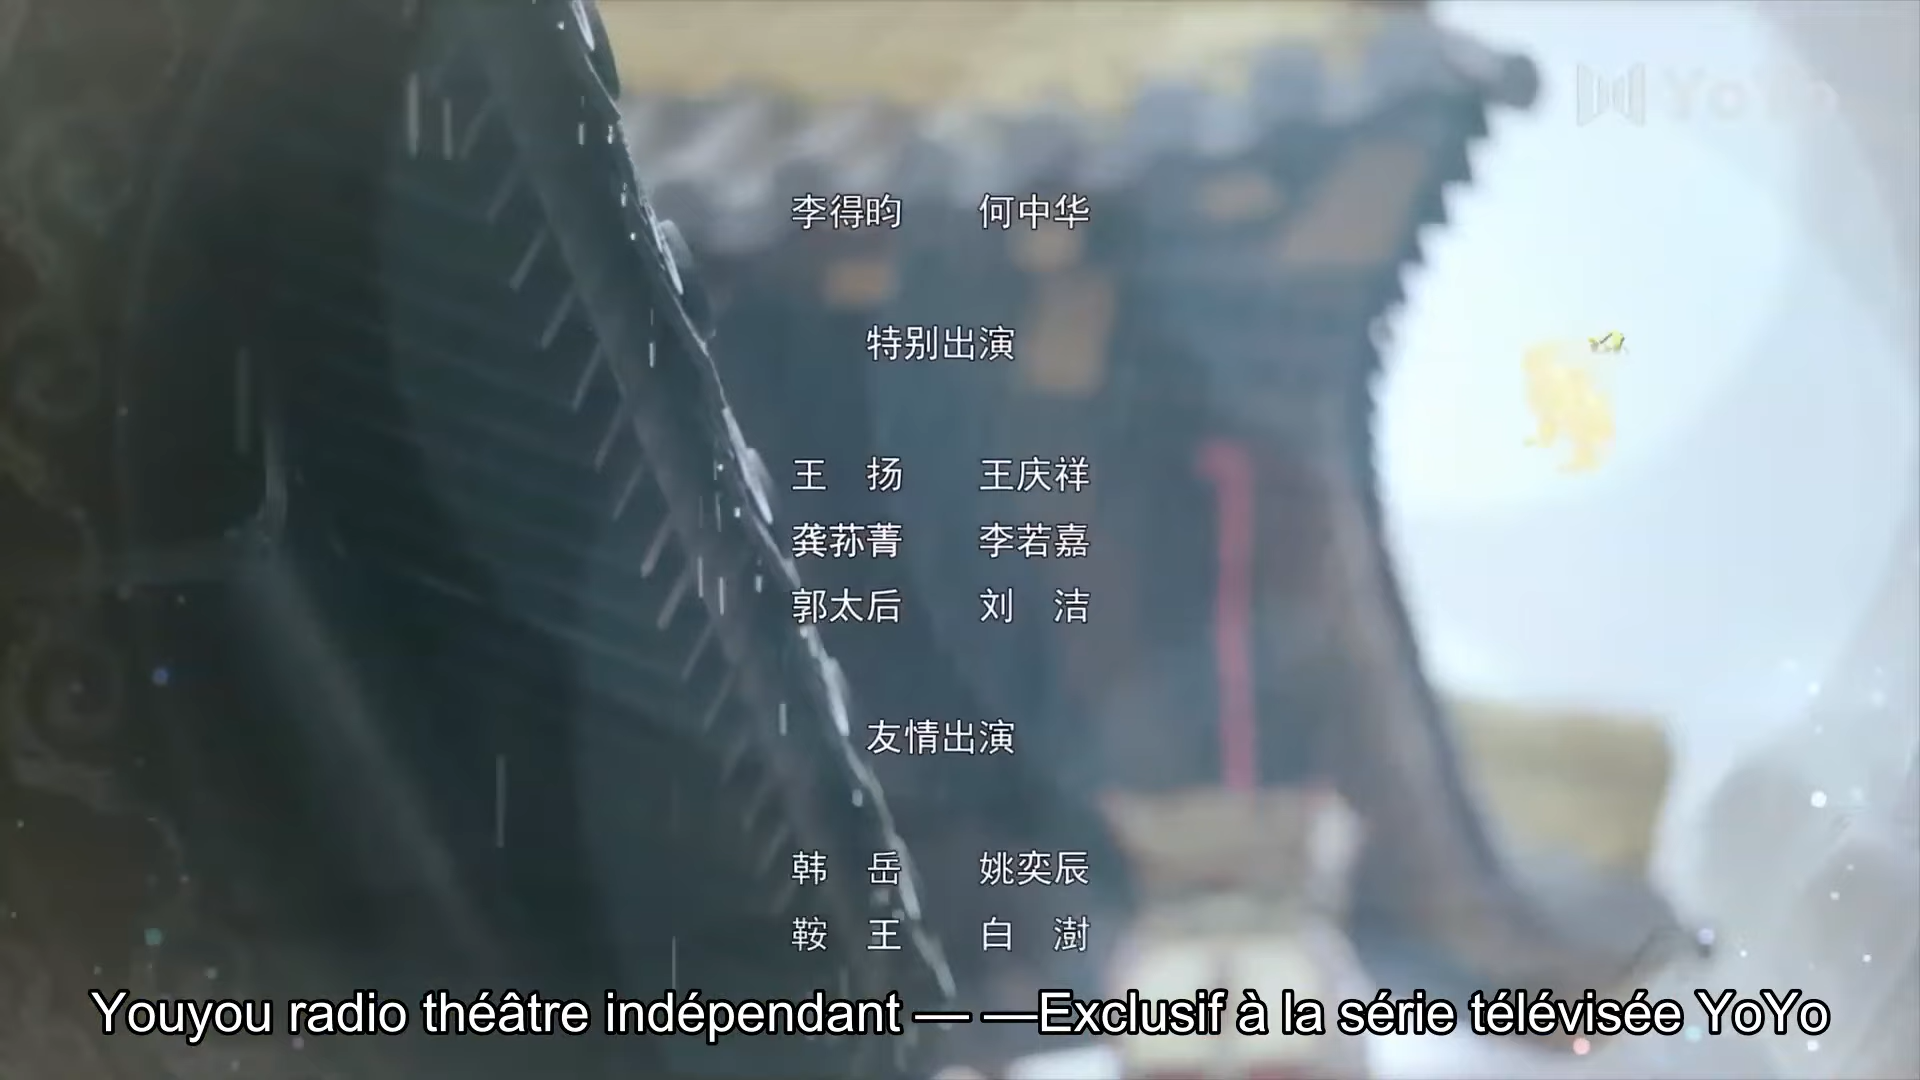 YoYo
李得昀 何中华
特别出演
王 扬 王庆祥
龚荪菁 李若嘉
郭太后 刘 洁
友情出演
韩 岳 姚奕辰
鞍 王 白 澍
Youyou radio théâtre indépendant — —Exclusif à la série télévisée YoYo